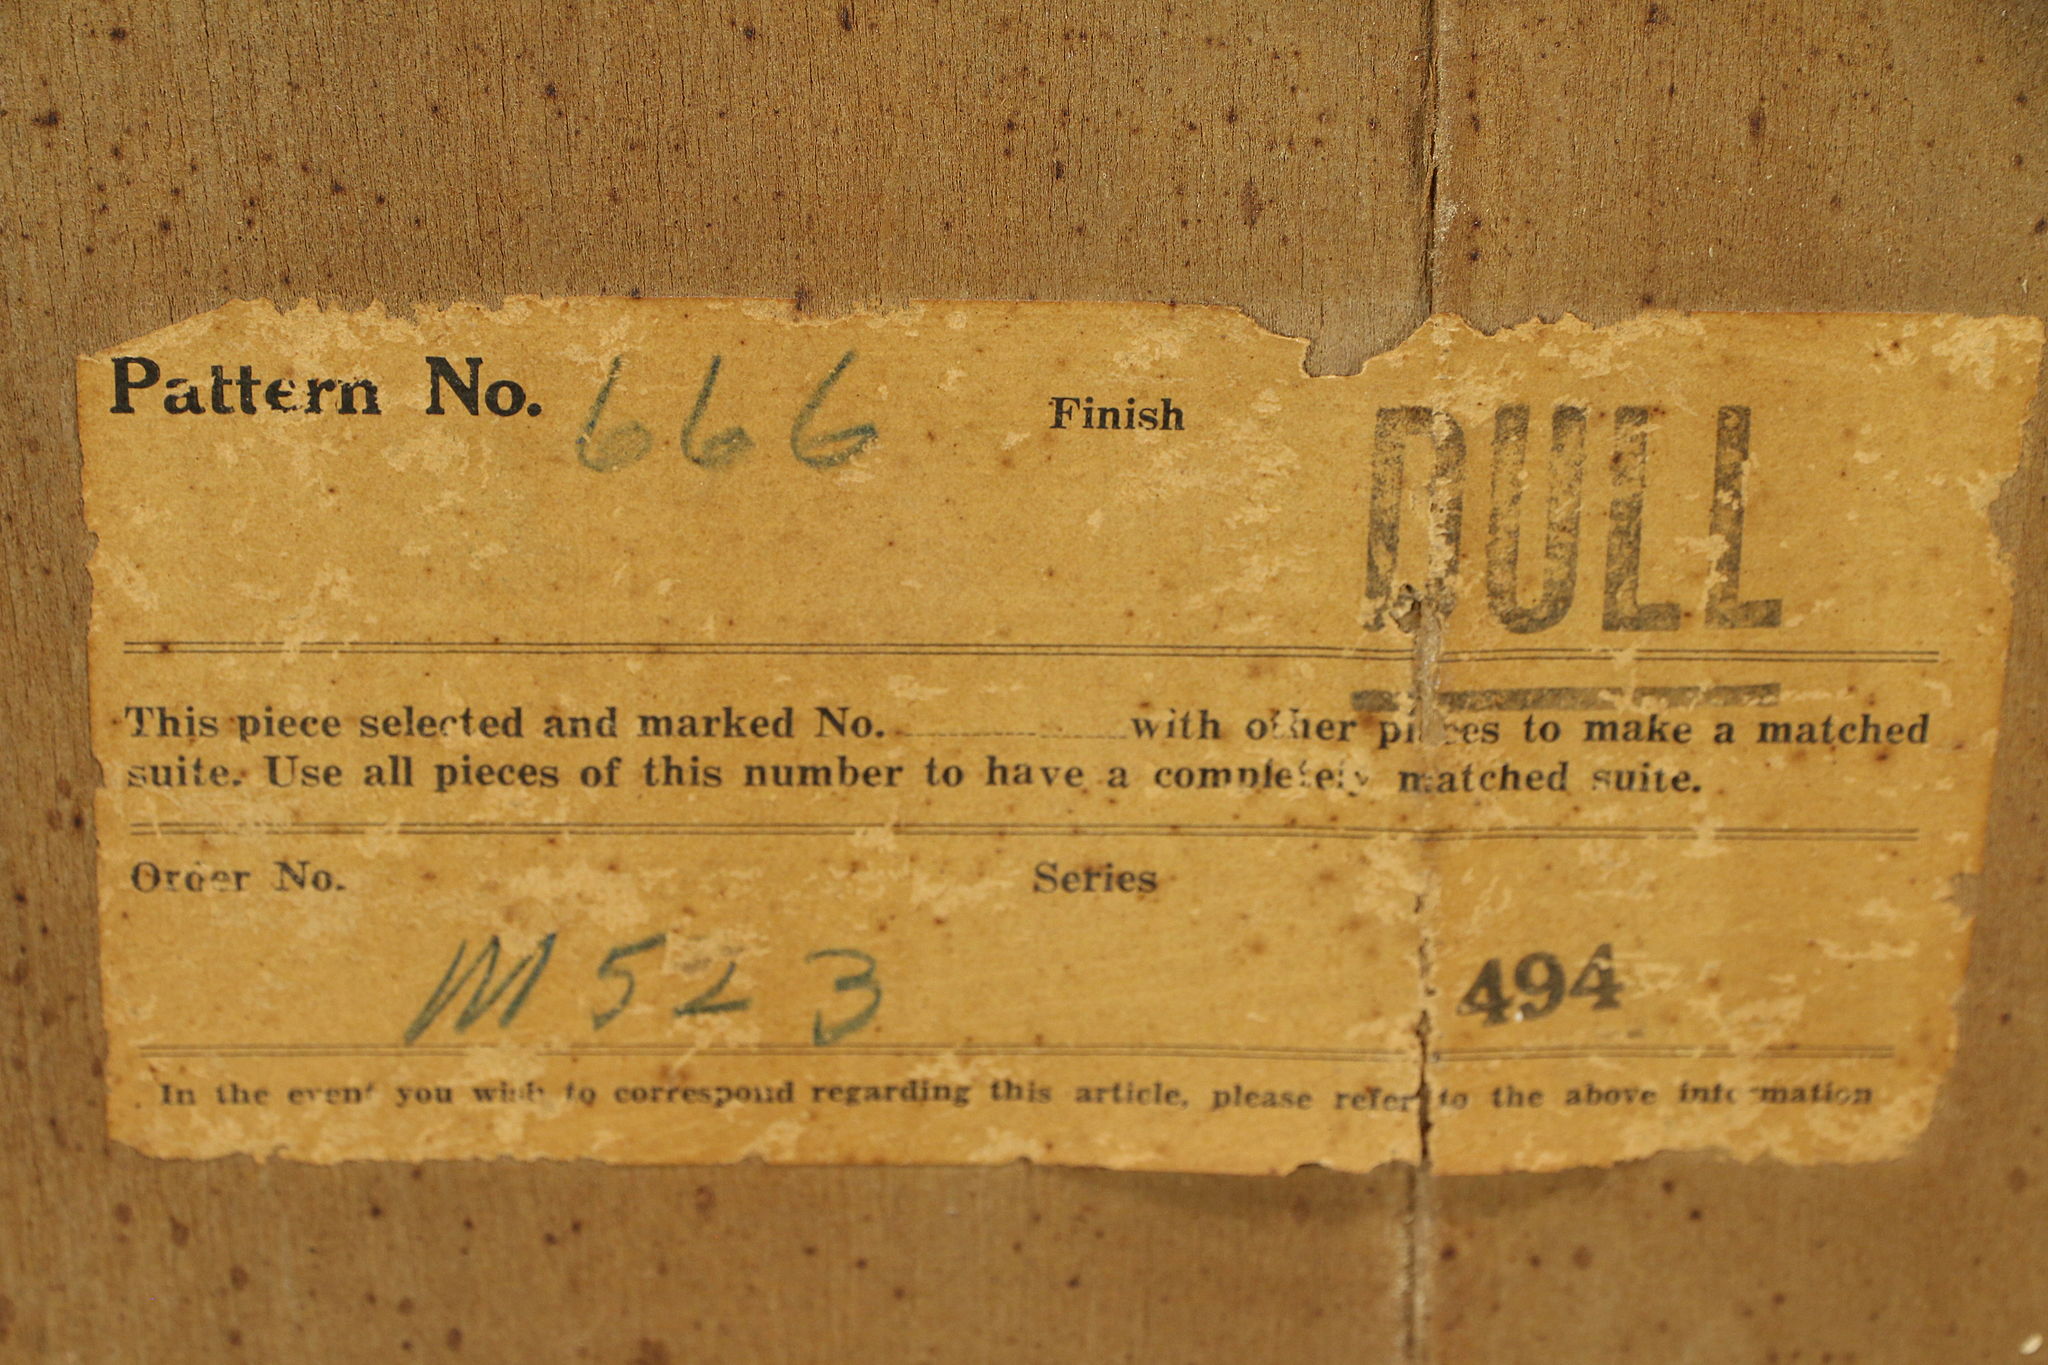 Pattern No. 666 Finish DULL
This piece selected and marked No. with other pieces to make a matched
suite. Use all pieces of this number to have a completely matched suite.
Order No. Series
M 523 494
In the event you wish to correspond regarding this article, please refer to the above information